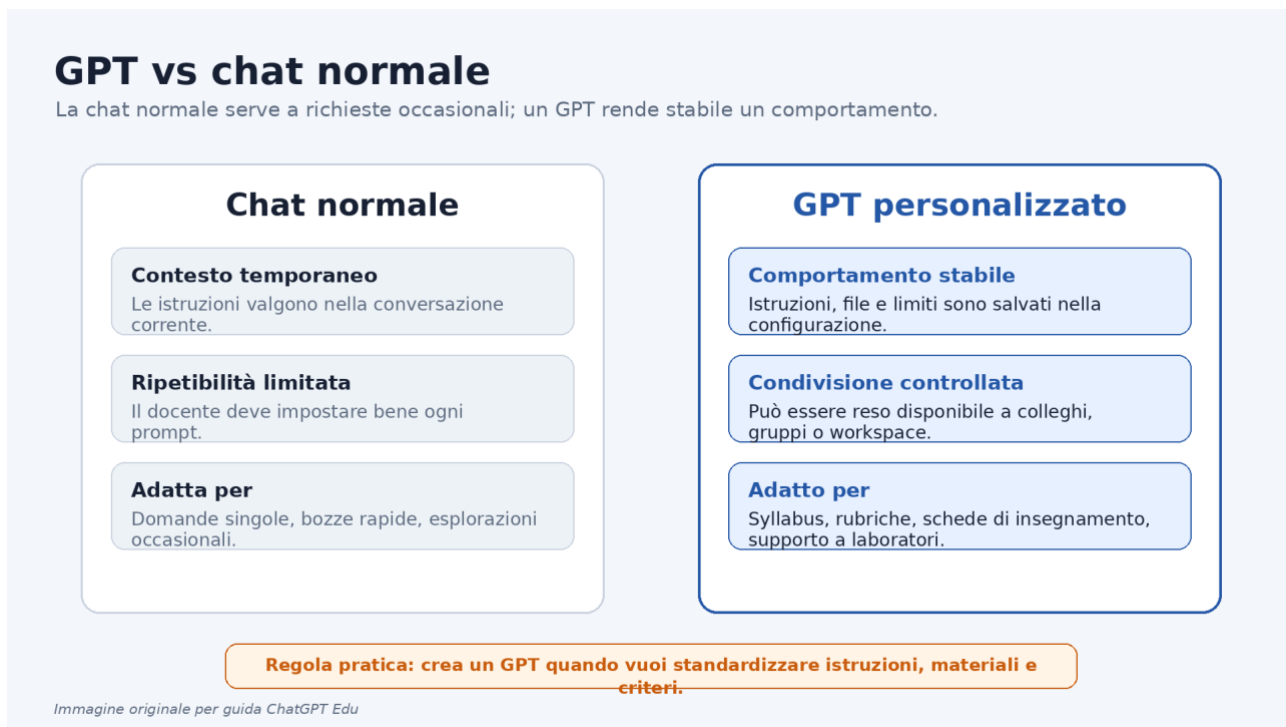 GPT vs chat normale
La chat normale serve a richieste occasionali; un GPT rende stabile un comportamento.
Chat normale
Contesto temporaneo
Le istruzioni valgono nella conversazione
corrente.
Ripetibilità limitata
Il docente deve impostare bene ogni
prompt.
Adatta per
Domande singole, bozze rapide, esplorazioni
occasionali.
GPT personalizzato
Comportamento stabile
Istruzioni, file e limiti sono salvati nella
configurazione.
Condivisione controllata
Può essere reso disponibile a colleghi,
gruppi o workspace.
Adatto per
Syllabus, rubriche, schede di insegnamento,
supporto a laboratori.
Regola pratica: crea un GPT quando vuoi standardizzare istruzioni, materiali e
criteri.
Immagine originale per guida ChatGPT Edu